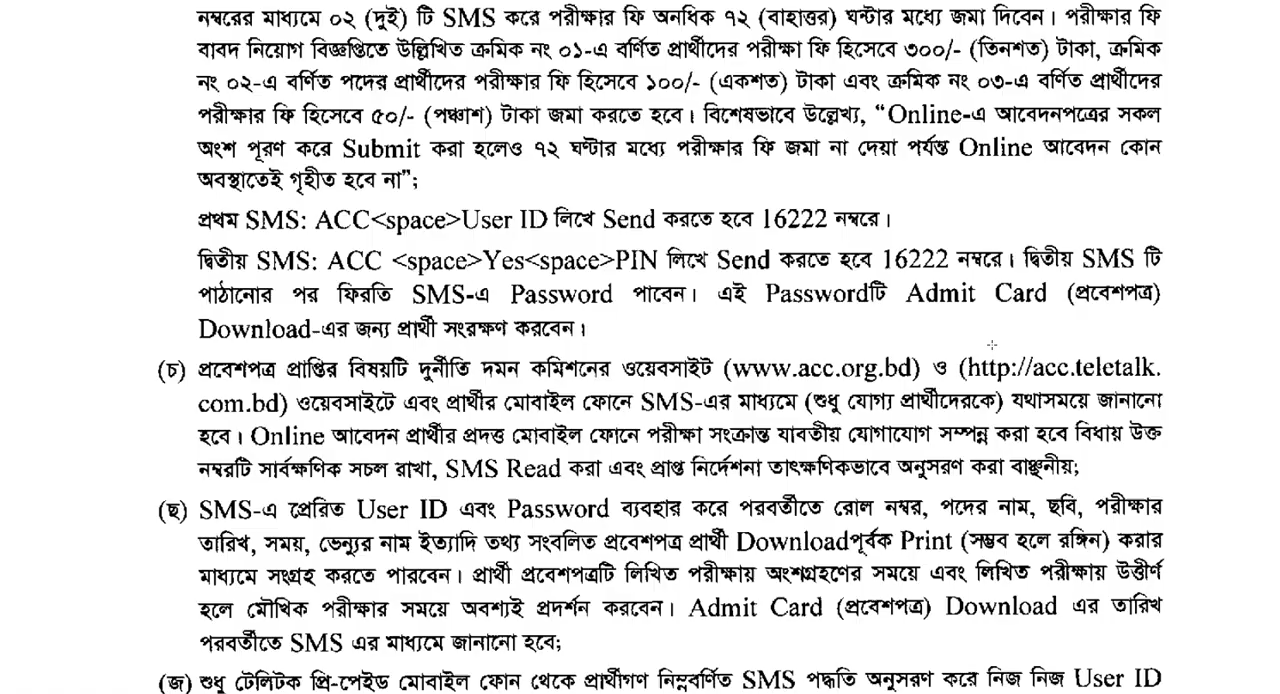 নম্বরের মাধ্যমে ০২ (দুই) টি SMS করে পরীক্ষার ফি অনধিক ৭২ (বাহাত্তর) ঘন্টার মধ্যে জমা দিবেন। পরীক্ষার ফি
বাবদ নিয়োগ বিজ্ঞপ্তিতে উল্লিখিত ক্রমিক নং ০১-এ বর্ণিত প্রার্থীদের পরীক্ষা ফি হিসেবে ৩০০/- (তিনশত) টাকা, ক্রমিক
নং ০২-এ বর্ণিত পদের প্রার্থীদের পরীক্ষার ফি হিসেবে ১০০/- (একশত) টাকা এবং ক্রমিক নং ০৩-এ বর্ণিত প্রার্থীদের
পরীক্ষার ফি হিসেবে ৫০/- (পঞ্চাশ) টাকা জমা করতে হবে। বিশেষভাবে উল্লেখ্য, “Online-এ আবেদনপত্রের সকল
অংশ পূরণ করে Submit করা হলেও ৭২ ঘন্টার মধ্যে পরীক্ষার ফি জমা না দেয়া পর্যন্ত Online আবেদন কোন
অবস্থাতেই গৃহীত হবে না”;
প্রথম SMS: ACC<space>User ID লিখে Send করতে হবে 16222 নম্বরে।
দ্বিতীয় SMS: ACC <space>Yes<space>PIN লিখে Send করতে হবে 16222 নম্বরে। দ্বিতীয় SMS টি
পাঠানোর পর ফিরতি SMS-এ Password পাবেন। এই Passwordটি Admit Card (প্রবেশপত্র)
Download-এর জন্য প্রার্থী সংরক্ষণ করবেন।
(চ) প্রবেশপত্র প্রাপ্তির বিষয়টি দুর্নীতি দমন কমিশনের ওয়েবসাইট (www.acc.org.bd) ও (http://acc.teletalk.
com.bd) ওয়েবসাইটে এবং প্রার্থীর মোবাইল ফোনে SMS-এর মাধ্যমে (শুধু যোগ্য প্রার্থীদেরকে) যথাসময়ে জানানো
হবে। Online আবেদন প্রার্থীর প্রদত্ত মোবাইল ফোনে পরীক্ষা সংক্রান্ত যাবতীয় যোগাযোগ সম্পন্ন করা হবে বিধায় উক্ত
নম্বরটি সার্বক্ষণিক সচল রাখা, SMS Read করা এবং প্রাপ্ত নির্দেশনা তাৎক্ষণিকভাবে অনুসরণ করা বাঞ্ছনীয়;
(ছ) SMS-এ প্রেরিত User ID এবং Password ব্যবহার করে পরবর্তীতে রোল নম্বর, পদের নাম, ছবি, পরীক্ষার
তারিখ, সময়, ভেন্যুর নাম ইত্যাদি তথ্য সংবলিত প্রবেশপত্র প্রার্থী Downloadপূর্বক Print (সম্ভব হলে রঙ্গিন) করার
মাধ্যমে সংগ্রহ করতে পারবেন। প্রার্থী প্রবেশপত্রটি লিখিত পরীক্ষায় অংশগ্রহণের সময়ে এবং লিখিত পরীক্ষায় উত্তীর্ণ
হলে মৌখিক পরীক্ষার সময়ে অবশ্যই প্রদর্শন করবেন। Admit Card (প্রবেশপত্র) Download এর তারিখ
পরবর্তীতে SMS এর মাধ্যমে জানানো হবে;
(জ) শুধু টেলিটক প্রি-পেইড মোবাইল ফোন থেকে প্রার্থীগণ নিম্নবর্ণিত SMS পদ্ধতি অনুসরণ করে নিজ নিজ User ID